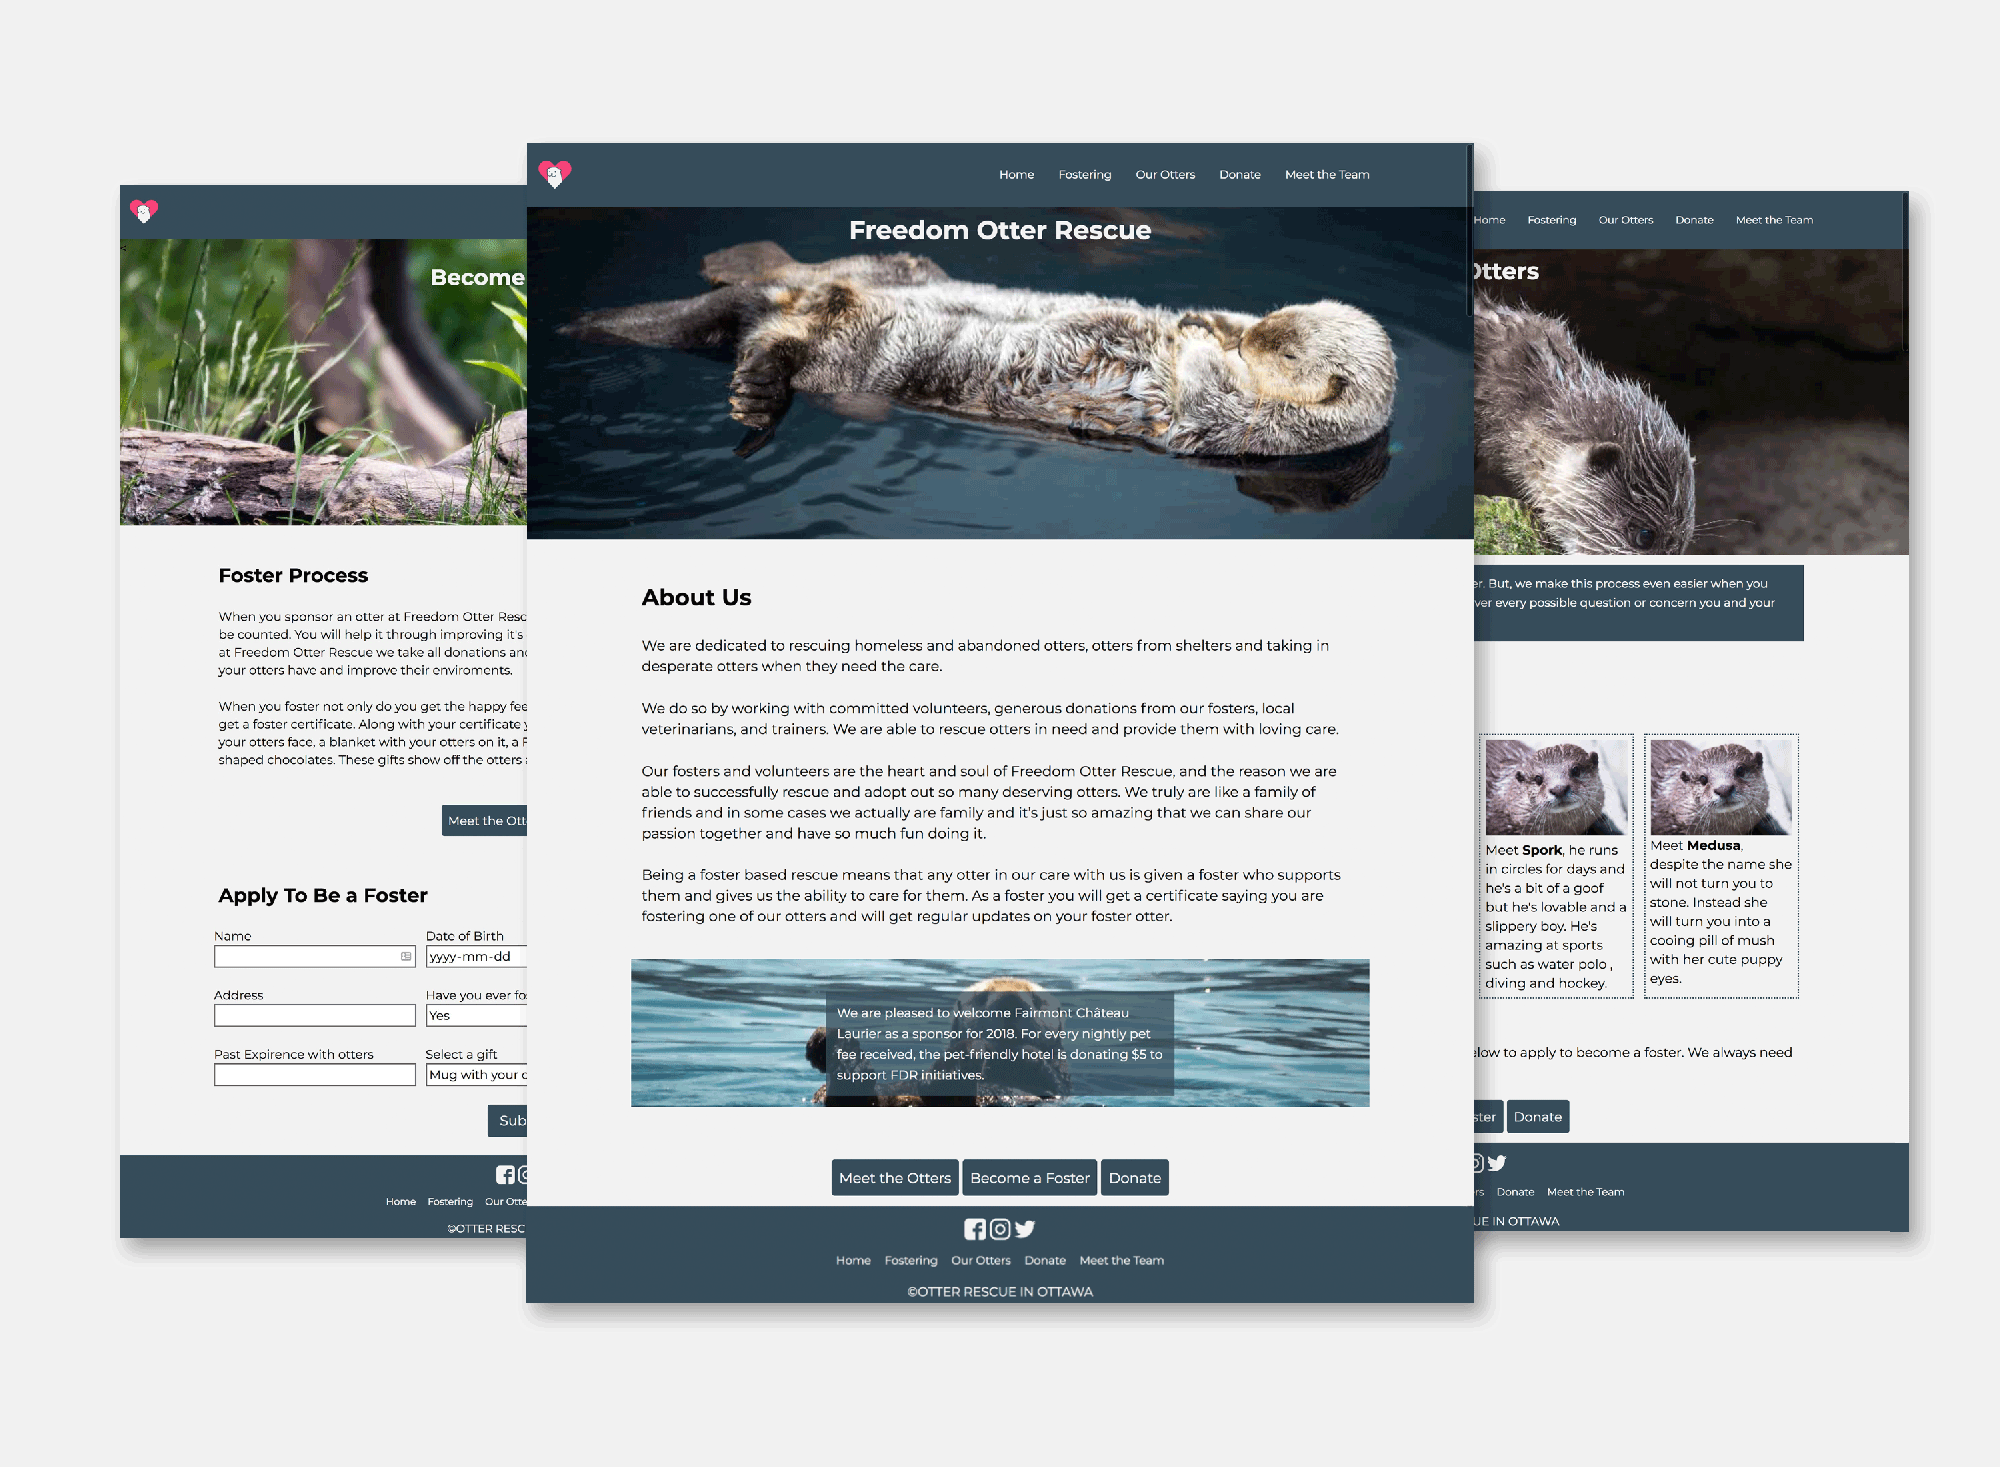 Become
Foster Process
When you sponsor an otter at Freedom Otter
be counted. You will help it through improving it's
at Freedom Otter Rescue we take all donations
your otters have and improve their enviroments.
When you foster not only do you get the happy
get a foster certificate. Along with your certificate
your otters face, a blanket with your otters on it, a
shaped chocolates. These gifts show off the otters
Meet the
Apply To Be a Foster
Name
Date of Birth
yyyy-mm-dd
Address
Have you ever
Yes
Past Expirence with otters
Select a gift
Mug with your
Home Fostering Our
©OTTER
Home Fostering Our Otters Donate Meet the Team
Freedom Otter Rescue
About Us
We are dedicated to rescuing homeless and abandoned otters, otters from shelters and taking in
desperate otters when they need the care.
We do so by working with committed volunteers, generous donations from our fosters, local
veterinarians, and trainers. We are able to rescue otters in need and provide them with loving care.
Our fosters and volunteers are the heart and soul of Freedom Otter Rescue, and the reason we are
able to successfully rescue and adopt out so many deserving otters. We truly are like a family of
friends and in some cases we actually are family and it's just so amazing that we can share our
passion together and have so much fun doing it.
Being a foster based rescue means that any otter in our care with us is given a foster who supports
them and gives us the ability to care for them. As a foster you will get a certificate saying you are
fostering one of our otters and will get regular updates on your foster otter.
We are pleased to welcome Fairmont Château
Laurier as a sponsor for 2018. For every nightly pet
fee received, the pet-friendly hotel is donating $5 to
support FDR initiatives.
Meet the Otters Become a Foster Donate
Home Fostering Our Otters Donate Meet the Team
©OTTER RESCUE IN OTTAWA
Home Fostering Our Otters Donate Meet the Team
Otters
But, we make this process even easier when you
every possible question or concern you and your
Meet Spork, he runs
in circles for days and
he's a bit of a goof
but he's lovable and a
slippery boy. He's
amazing at sports
such as water polo ,
diving and hockey.
Meet Medusa,
despite the name she
will not turn you to
stone. Instead she
will turn you into a
cooing pill of mush
with her cute puppy
eyes.
to apply to become a foster. We always need
Donate
Donate Meet the Team
IN OTTAWA